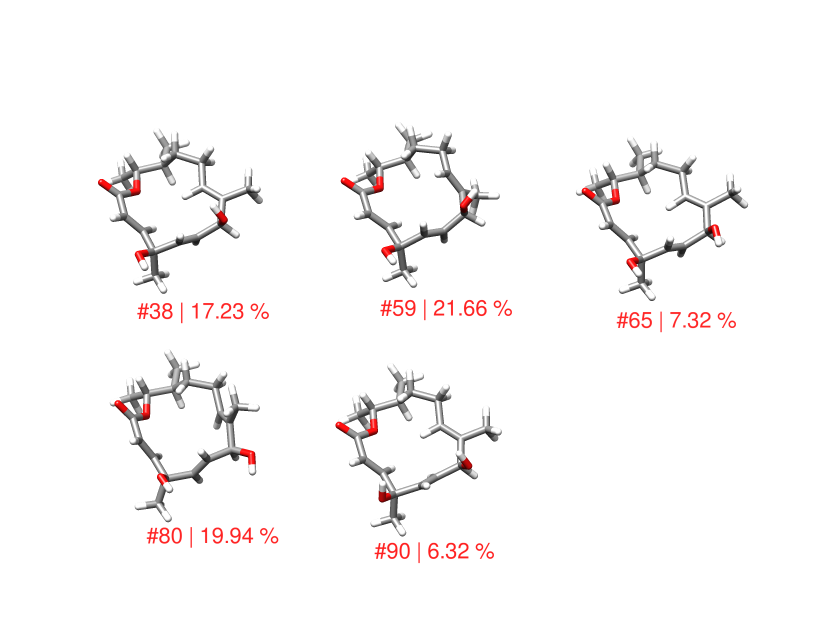 #38 | 17.23 %
#59 | 21.66 %
#65 | 7.32 %
#80 | 19.94 %
#90 | 6.32 %